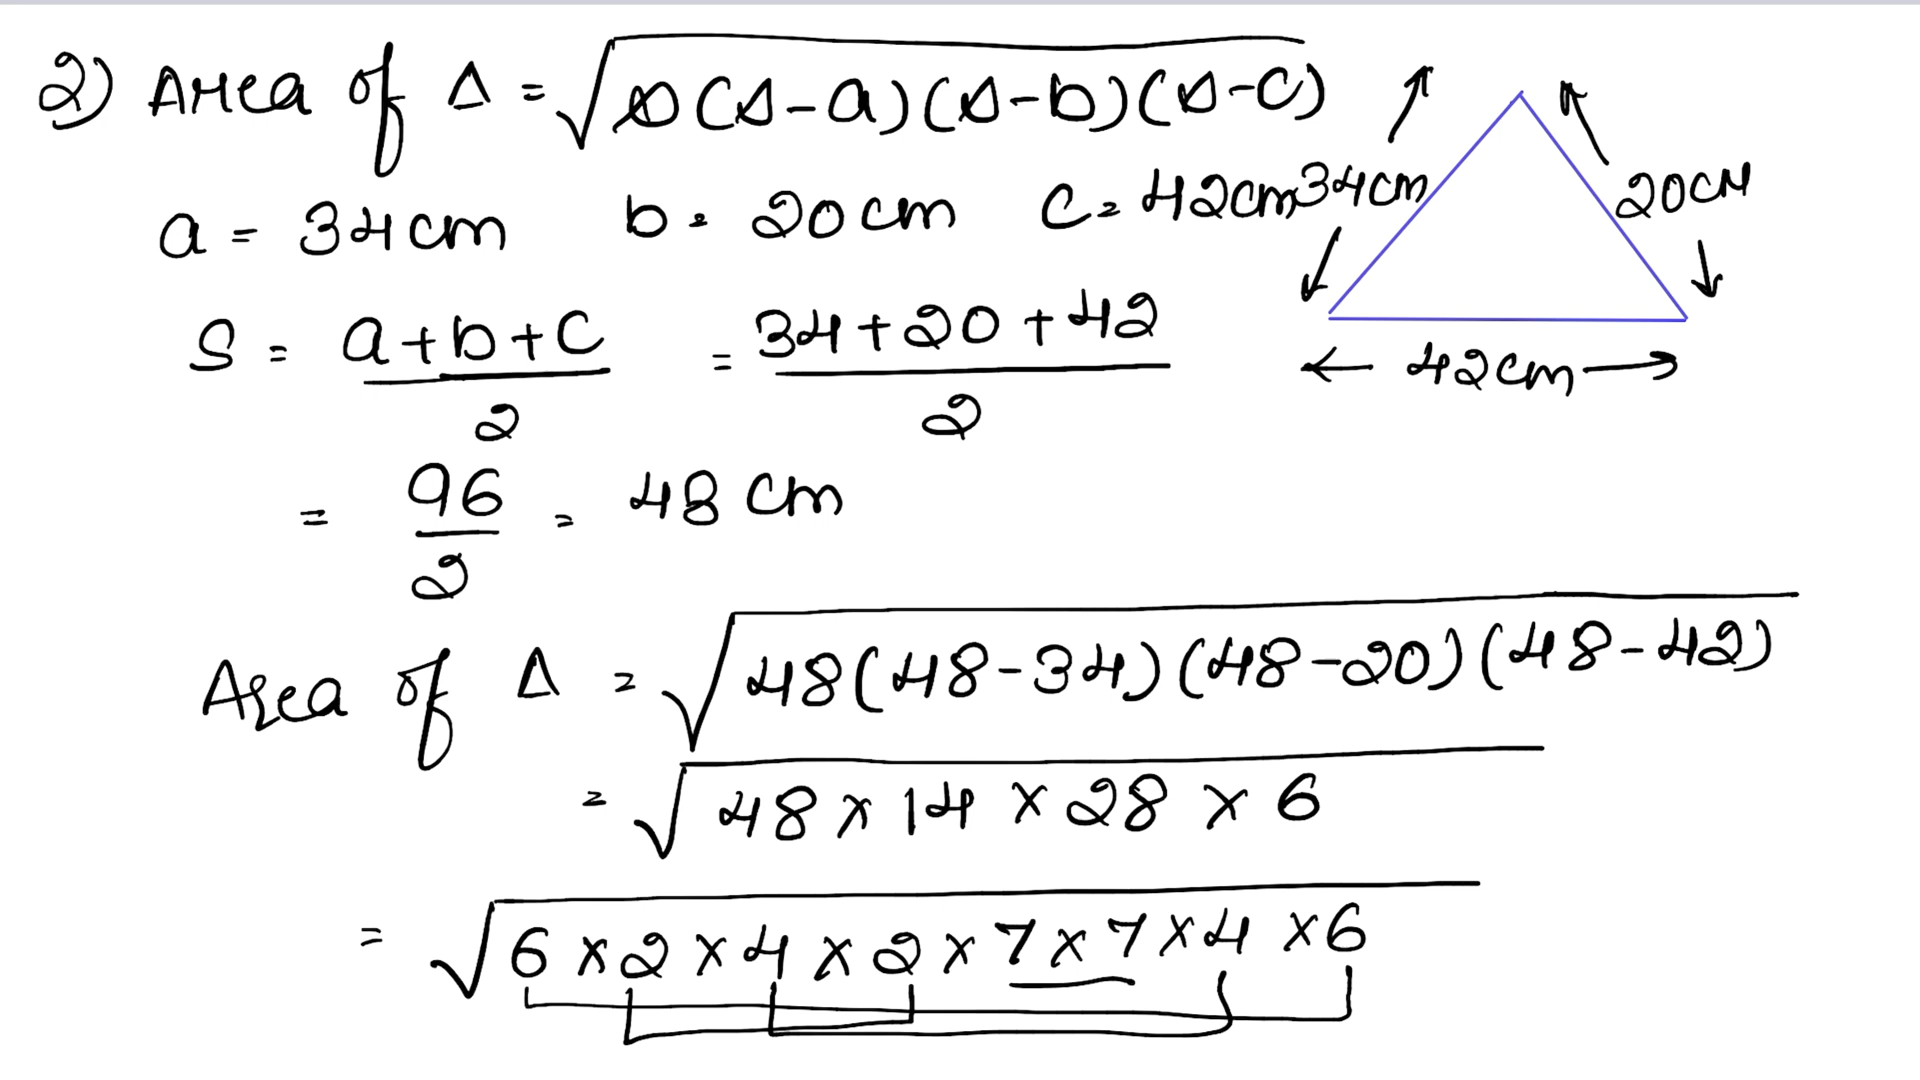 2) Area of Δ = √s(s-a)(s-b)(s-c)
a = 34cm b = 20cm c = 42cm
34cm
20cm
42cm
S = a+b+c/2 = 34+20+42/2
= 96/2 = 48 cm
Area of Δ = √48(48-34)(48-20)(48-42)
= √48 × 14 × 28 × 6
= √6 × 2 × 4 × 2 × 7 × 7 × 4 × 6